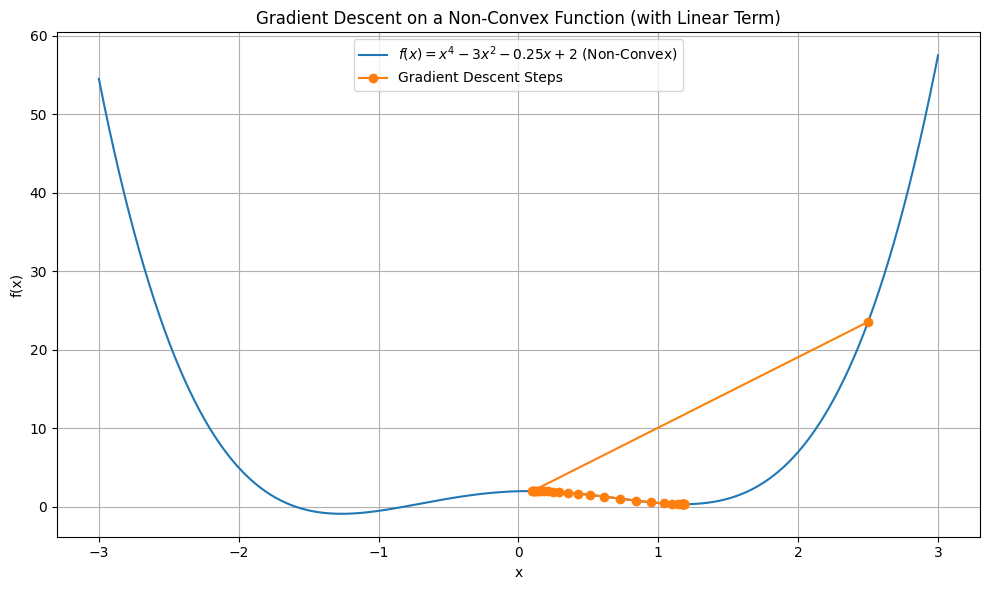 Gradient Descent on a Non-Convex Function (with Linear Term)
f(x) = x⁴ − 3x² − 0.25x + 2 (Non-Convex)
Gradient Descent Steps
f(x)
60
50
40
30
20
10
0
−3 −2 −1 0 1 2 3
x